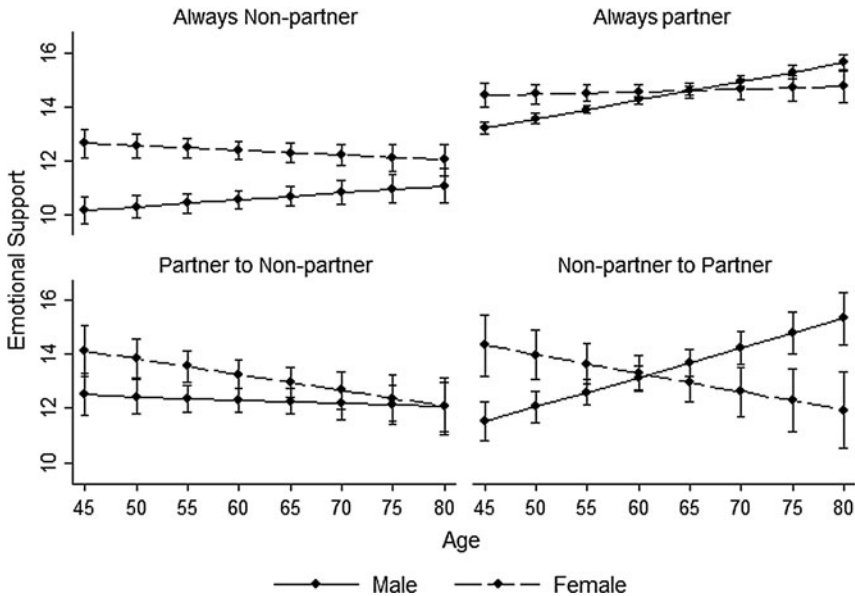 Always Non-partner
Always partner
16
14
12
10
Partner to Non-partner
Non-partner to Partner
16
14
12
10
Emotional Support
45 50 55 60 65 70 75 80
45 50 55 60 65 70 75 80
Age
Male Female